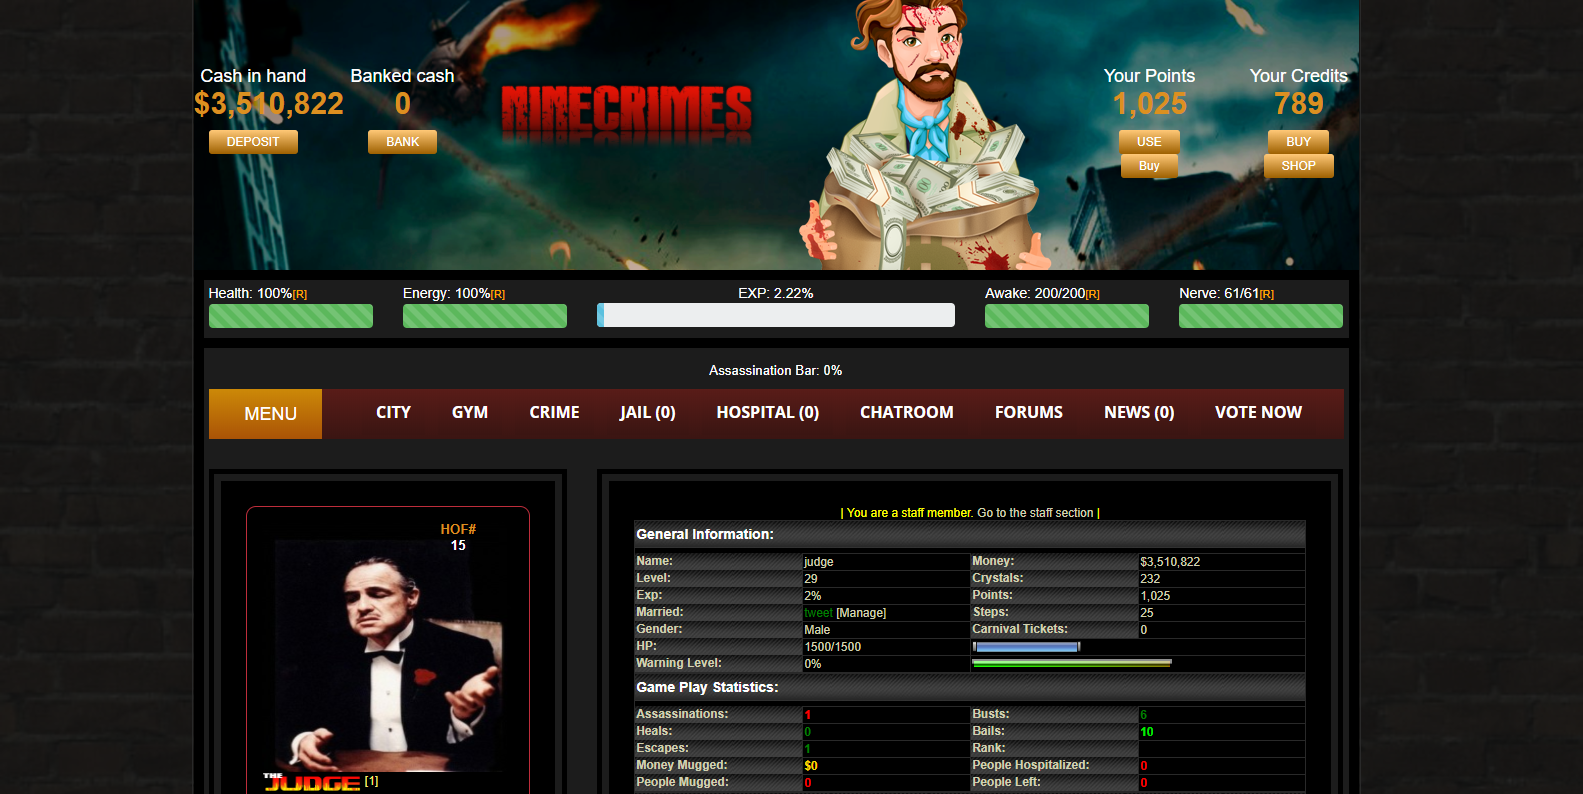 Cash in hand
$3,510,822
DEPOSIT
Banked cash
0
BANK
NINECRIMES
Your Points
1,025
USE
Buy
Your Credits
789
BUY
SHOP
Health: 100%[R]
Energy: 100%[R]
EXP: 2.22%
Awake: 200/200[R]
Nerve: 61/61[R]
Assassination Bar: 0%
MENU CITY GYM CRIME JAIL (0) HOSPITAL (0) CHATROOM FORUMS NEWS (0) VOTE NOW
HOF#
15
THE
JUDGE [1]
| You are a staff member. Go to the staff section |
General Information:
Name: judge Money: $3,510,822
Level: 29 Crystals: 232
Exp: 2% Points: 1,025
Married: tweet [Manage] Steps: 25
Gender: Male Carnival Tickets: 0
HP: 1500/1500
Warning Level: 0%
Game Play Statistics:
Assassinations: 1 Busts: 6
Heals: 0 Bails: 10
Escapes: 1 Rank:
Money Mugged: $0 People Hospitalized: 0
People Mugged: 0 People Left: 0